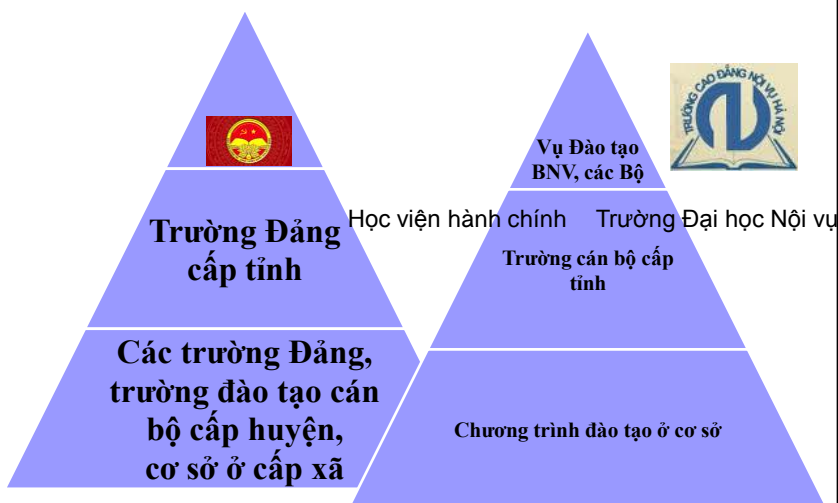 Trường Đảng
cấp tỉnh
Các trường Đảng,
trường đào tạo cán
bộ cấp huyện,
cơ sở ở cấp xã
Vụ Đào tạo
BNV, các Bộ
TRƯỜNG CAO ĐẲNG NỘI VỤ HÀ NỘI
Học viện hành chính Trường Đại học Nội vụ
Trường cán bộ cấp
tỉnh
Chương trình đào tạo ở cơ sở